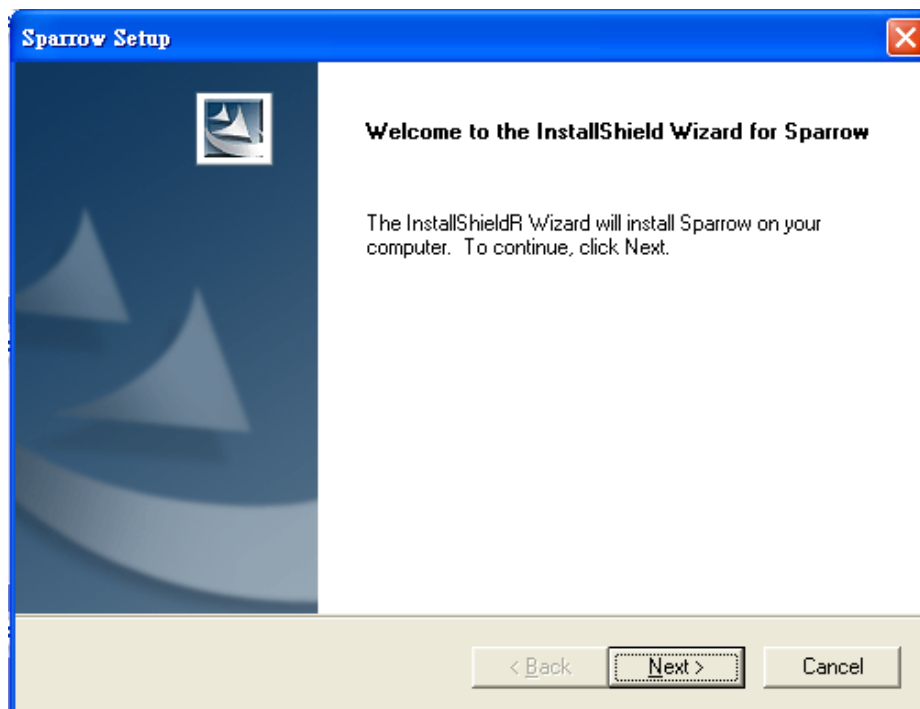 Sparrow Setup
Welcome to the InstallShield Wizard for Sparrow
The InstallShieldR Wizard will install Sparrow on your
computer. To continue, click Next.
< Back
Next >
Cancel